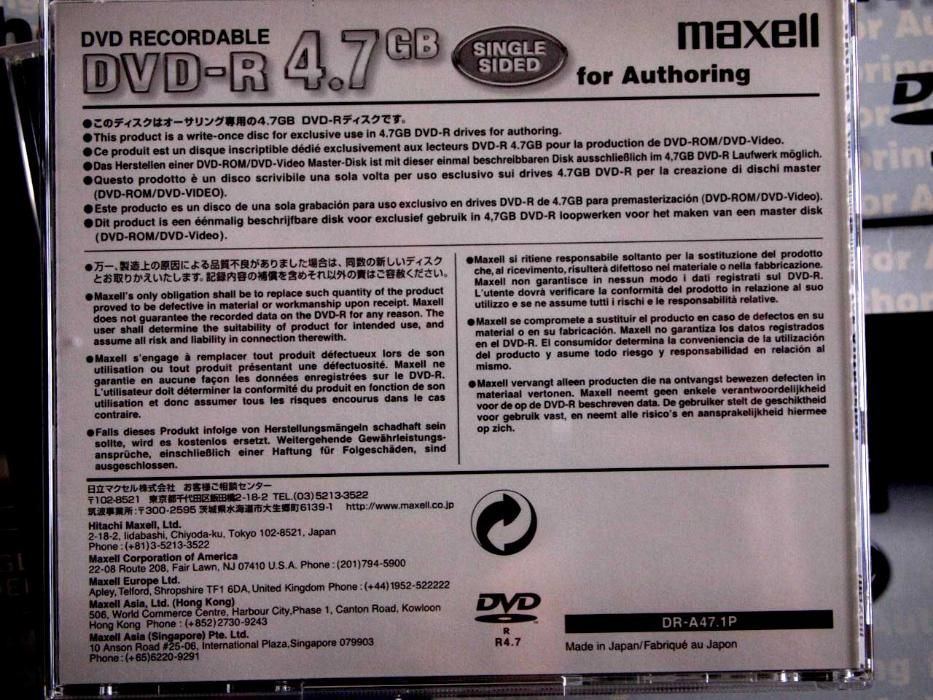 DVD RECORDABLE
DVD-R 4.7GB
SINGLE SIDED
maxell
for Authoring
●このディスクはオーサリング専用の4.7GB DVD-Rディスクです。
●This product is a write-once disc for exclusive use in 4.7GB DVD-R drives for authoring.
●Ce produit est un disque inscriptible dédié exclusivement aux lecteurs DVD-R 4.7GB pour la production de DVD-ROM/DVD-Video.
●Das Herstellen einer DVD-ROM/DVD-Video Master-Disk ist mit dieser einmal beschreibbaren Disk ausschließlich im 4,7GB DVD-R Laufwerk möglich.
●Questo prodotto è un disco scrivibile una sola volta per uso esclusivo sui drives 4.7GB DVD-R per la creazione di dischi master
(DVD-ROM/DVD-VIDEO).
●Este producto es un disco de una sola grabación para uso exclusivo en drives DVD-R de 4.7GB para premasterización (DVD-ROM/DVD-Video).
●Dit product is een éénmalig beschrijfbare disk voor exclusief gebruik in 4,7GB DVD-R loopwerken voor het maken van een master disk
(DVD-ROM/DVD-Video).
●万一、製造上の原因による品質不良がありました場合は、同数の新しいディスク
とお取りかえいたします。記録内容の補償を含めそれ以外の責はご容赦ください。
●Maxell's only obligation shall be to replace such quantity of the product
proved to be defective in material or workmanship upon receipt. Maxell
does not guarantee the recorded data on the DVD-R for any reason. The
user shall determine the suitability of product for intended use, and
assume all risk and liability in connection therewith.
●Maxell s'engage à remplacer tout produit défectueux lors de son
utilisation ou tout produit présentant une défectuosité. Maxell ne
garantie en aucune façon les données enregistrées sur le DVD-R.
L'utilisateur doit déterminer la conformité du produit en fonction de son
utilisation et donc assumer tous les risques encourus dans le cas
contraire.
●Falls dieses Produkt infolge von Herstellungsmängeln schadhaft sein
sollte, wird es kostenlos ersetzt. Weitergehende Gewährleistungs-
ansprüche, einschließlich einer Haftung für Folgeschäden, sind
ausgeschlossen.
●Maxell si ritiene responsabile soltanto per la sostituzione del prodotto
che, al ricevimento, risulterà difettoso nel materiale o nella fabbricazione.
Maxell non garantisce in nessun modo i dati registrati sul DVD-R.
L'utente dovrà verificare la conformità del prodotto in relazione al suo
utilizzo e se ne assume tutti i rischi e le responsabilità relative.
●Maxell se compromete a sustituir el producto en caso de defectos en su
material o en su fabricación. Maxell no garantiza los datos registrados
en el DVD-R. El consumidor determina la conveniencia de la utilización
del producto y asume todo riesgo y responsabilidad en relación al
mismo.
●Maxell vervangt alleen producten die na ontvangst bewezen defecten in
materiaal vertonen. Maxell neemt geen enkele verantwoordelijkheid
voor de op de DVD-R beschreven data. De gebruiker stelt de geschiktheid
voor gebruik vast, en neemt alle risico's en aansprakelijkheid hiermee
op zich.
日立マクセル株式会社 お客様ご相談センター
〒102-8521 東京都千代田区飯田橋2-18-2 TEL.(03)5213-3522
筑波事業所:〒300-2595 茨城県水海道市大生郷町6139-1 http://www.maxell.co.jp
Hitachi Maxell, Ltd.
2-18-2, Iidabashi, Chiyoda-ku, Tokyo 102-8521, Japan
Phone:(+81)3-5213-3522
Maxell Corporation of America
22-08 Route 208, Fair Lawn, NJ 07410 U.S.A. Phone:(201)794-5900
Maxell Europe Ltd.
Apley,Telford, Shropshire TF1 6DA,United Kingdom Phone:(+44)1952-522222
Maxell Asia, Ltd. (Hong Kong)
506, World Commerce Centre, Harbour City,Phase 1, Canton Road, Kowloon
Hong Kong Phone:(+852)2730-9243
Maxell Asia (Singapore) Pte. Ltd.
10 Anson Road #25-06, International Plaza,Singapore 079903
Phone:(+65)6220-9291
DVD
R
R4.7
DR-A47.1P
Made in Japan/Fabriqué au Japon